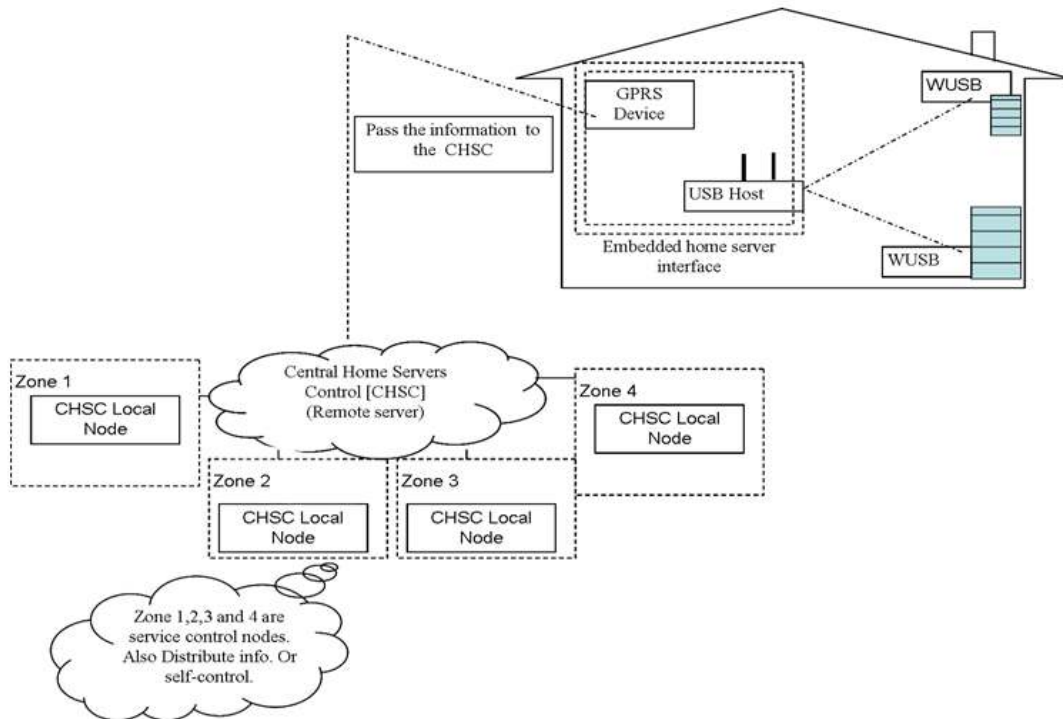 GPRS
Device
WUSB
Pass the information to
the CHSC
USB Host
Embedded home server
interface
WUSB
Central Home Servers
Control [CHSC]
(Remote server)
Zone 1
CHSC Local
Node
Zone 4
CHSC Local
Node
Zone 2
CHSC Local
Node
Zone 3
CHSC Local
Node
Zone 1,2,3 and 4 are
service control nodes.
Also Distribute info. Or
self-control.